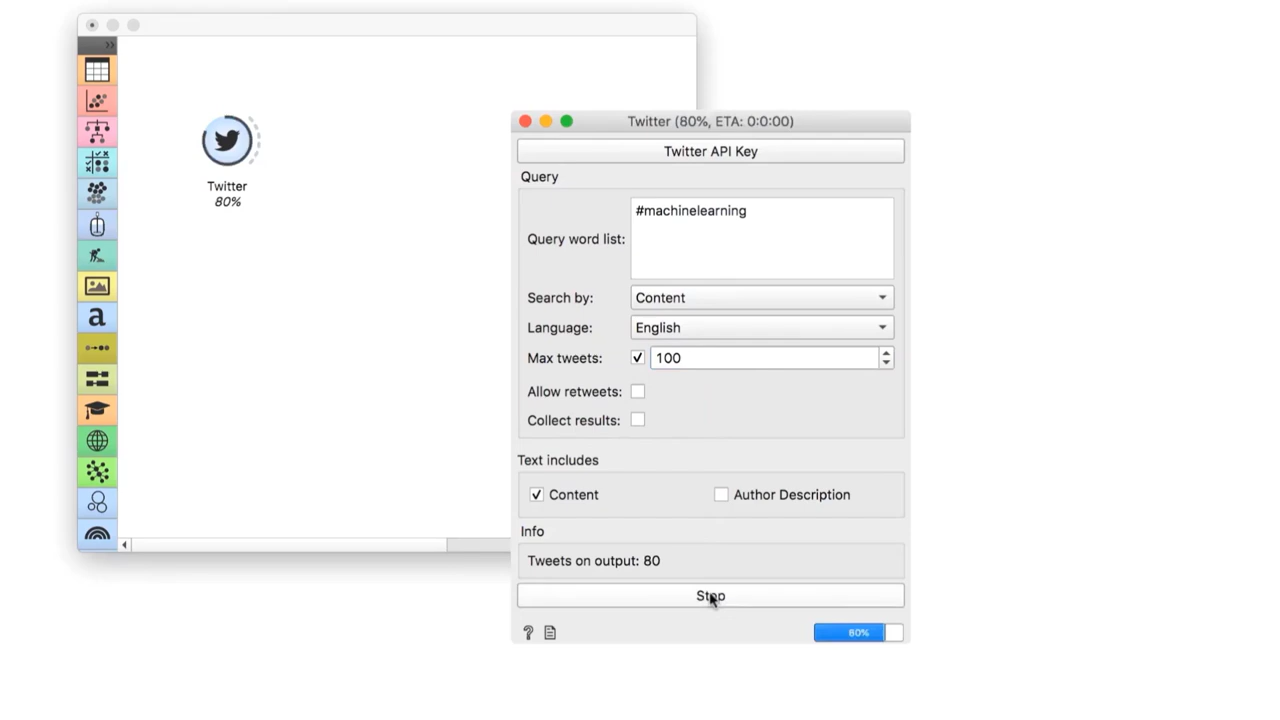 Twitter
80%
Twitter (80%, ETA: 0:0:00)
Twitter API Key
Query
Query word list:
#machinelearning
Search by:
Content
Language:
English
Max tweets:
100
Allow retweets:
Collect results:
Text includes
Content
Author Description
Info
Tweets on output: 80
Stop
?
80%
a